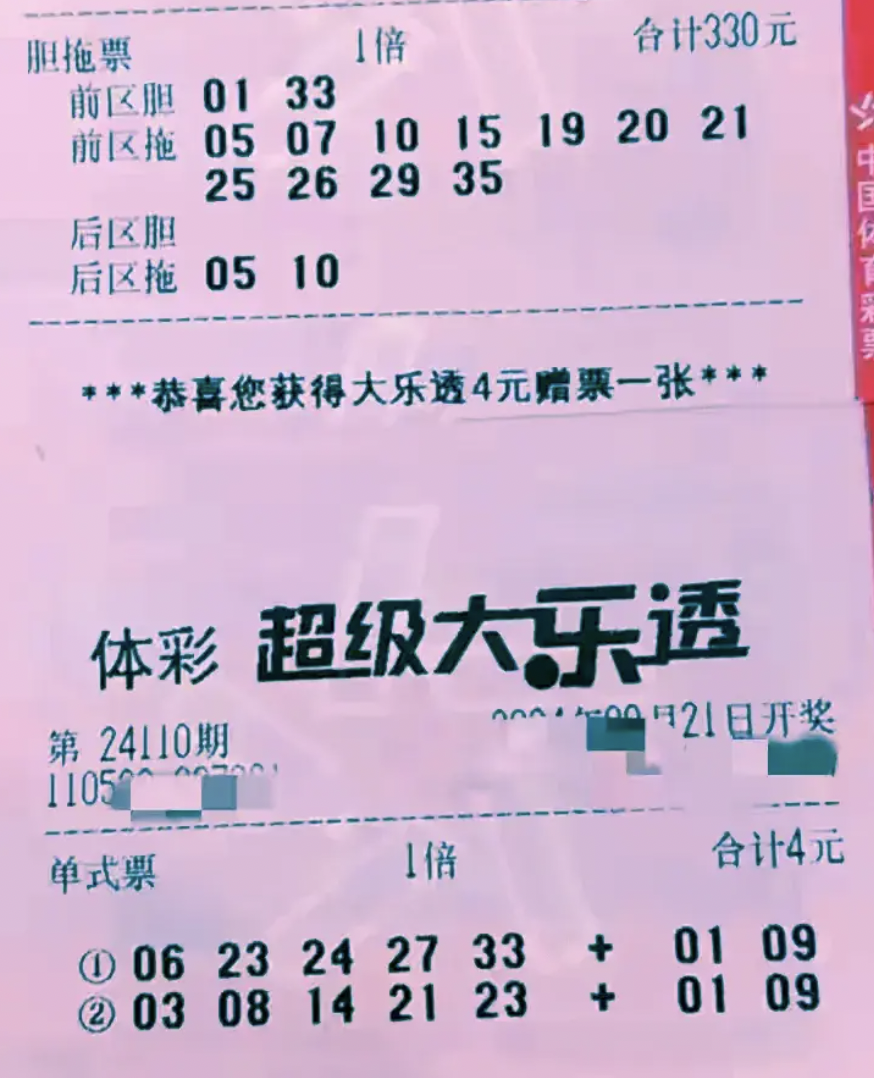 胆拖票 1倍 合计330元
前区胆 01 33
前区拖 05 07 10 15 19 20 21
25 26 29 35
后区胆
后区拖 05 10
***恭喜您获得大乐透4元赠票一张***
中国体育彩票
体彩 超级大乐透
第 24110期 月21日开奖
1105
单式票 1倍 合计4元
① 06 23 24 27 33 + 01 09
② 03 08 14 21 23 + 01 09